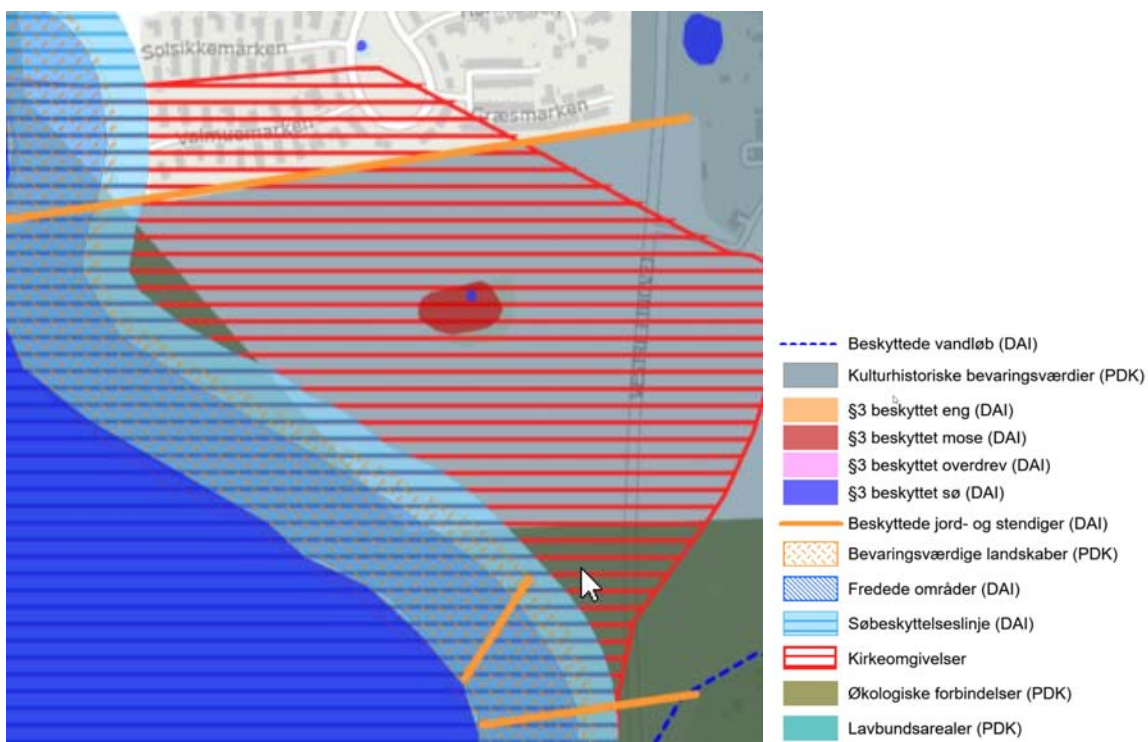 Solsikkemarken
Græsmarken
Valmuemarken
Beskyttede vandløb (DAI)
Kulturhistoriske bevaringsværdier (PDK)
§3 beskyttet eng (DAI)
§3 beskyttet mose (DAI)
§3 beskyttet overdrev (DAI)
§3 beskyttet sø (DAI)
Beskyttede jord- og stendiger (DAI)
Bevaringsværdige landskaber (PDK)
Fredede områder (DAI)
Søbeskyttelseslinje (DAI)
Kirkeomgivelser
Økologiske forbindelser (PDK)
Lavbundsarealer (PDK)